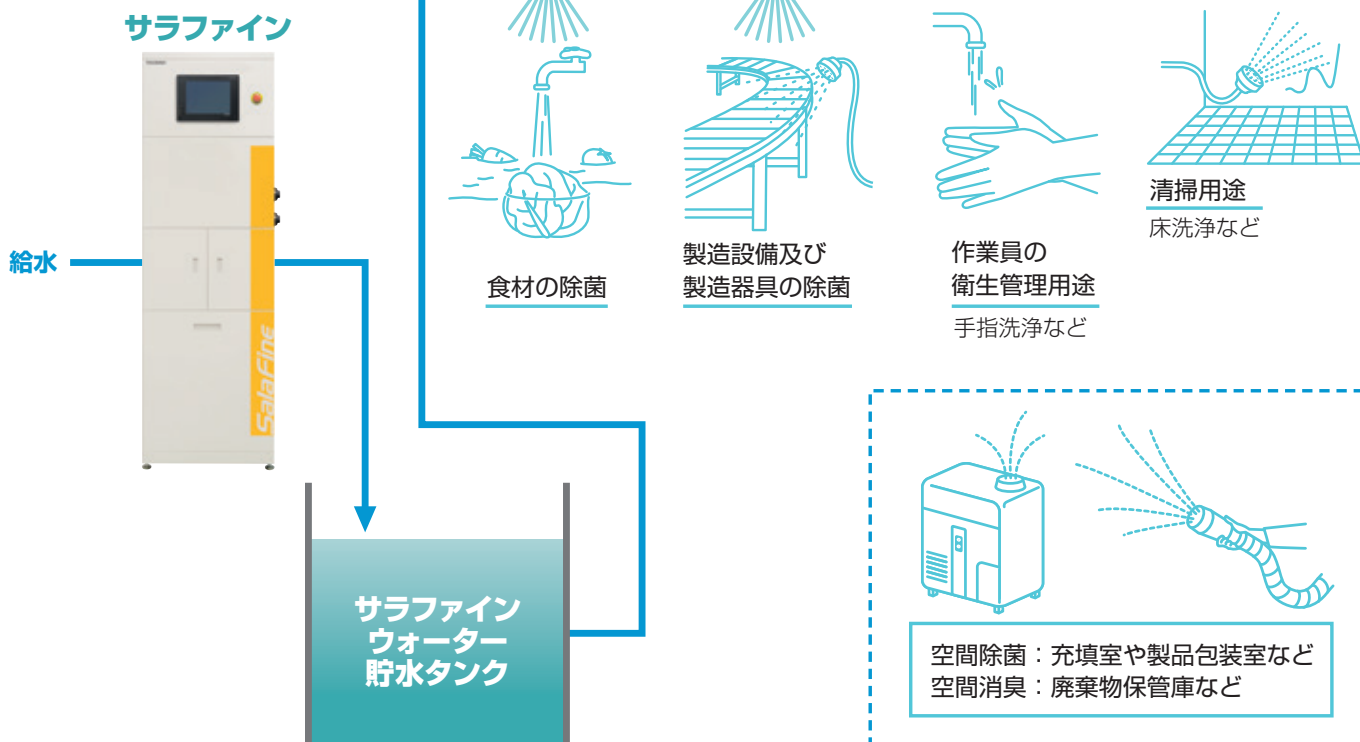 サラファイン
SalaFine
給水
サラファイン
ウォーター
貯水タンク
食材の除菌
製造設備及び
製造器具の除菌
作業員の
衛生管理用途
手指洗浄など
清掃用途
床洗浄など
空間除菌：充填室や製品包装室など
空間消臭：廃棄物保管庫など